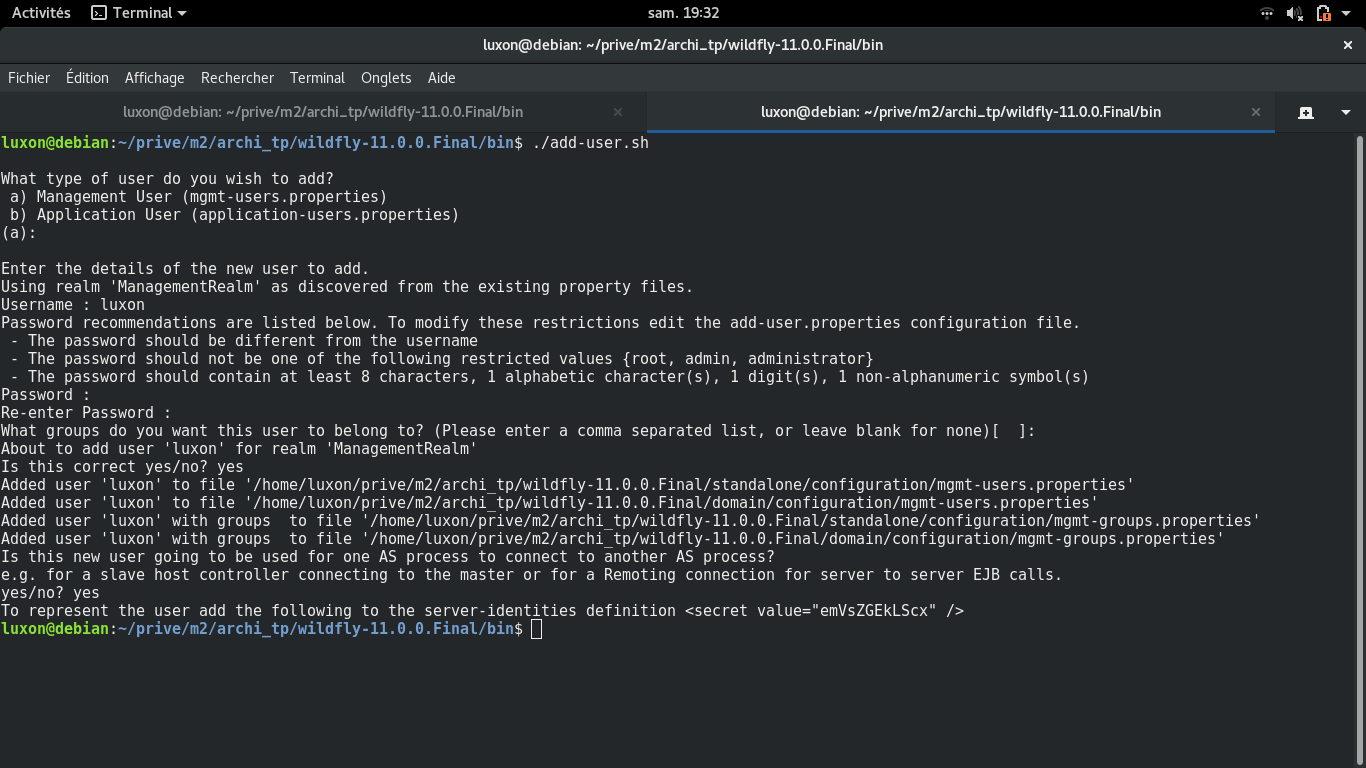 Activités Terminal sam. 19:32
luxon@debian: ~/prive/m2/archi_tp/wildfly-11.0.0.Final/bin ×
Fichier Édition Affichage Rechercher Terminal Onglets Aide
luxon@debian: ~/prive/m2/archi_tp/wildfly-11.0.0.Final/bin × luxon@debian: ~/prive/m2/archi_tp/wildfly-11.0.0.Final/bin ×
luxon@debian:~/prive/m2/archi_tp/wildfly-11.0.0.Final/bin$ ./add-user.sh
What type of user do you wish to add?
 a) Management User (mgmt-users.properties)
 b) Application User (application-users.properties)
(a):
Enter the details of the new user to add.
Using realm 'ManagementRealm' as discovered from the existing property files.
Username : luxon
Password recommendations are listed below. To modify these restrictions edit the add-user.properties configuration file.
 - The password should be different from the username
 - The password should not be one of the following restricted values {root, admin, administrator}
 - The password should contain at least 8 characters, 1 alphabetic character(s), 1 digit(s), 1 non-alphanumeric symbol(s)
Password :
Re-enter Password :
What groups do you want this user to belong to? (Please enter a comma separated list, or leave blank for none)[  ]:
About to add user 'luxon' for realm 'ManagementRealm'
Is this correct yes/no? yes
Added user 'luxon' to file '/home/luxon/prive/m2/archi_tp/wildfly-11.0.0.Final/standalone/configuration/mgmt-users.properties'
Added user 'luxon' to file '/home/luxon/prive/m2/archi_tp/wildfly-11.0.0.Final/domain/configuration/mgmt-users.properties'
Added user 'luxon' with groups  to file '/home/luxon/prive/m2/archi_tp/wildfly-11.0.0.Final/standalone/configuration/mgmt-groups.properties'
Added user 'luxon' with groups  to file '/home/luxon/prive/m2/archi_tp/wildfly-11.0.0.Final/domain/configuration/mgmt-groups.properties'
Is this new user going to be used for one AS process to connect to another AS process?
e.g. for a slave host controller connecting to the master or for a Remoting connection for server to server EJB calls.
yes/no? yes
To represent the user add the following to the server-identities definition <secret value="emVsZGEkLScx" />
luxon@debian:~/prive/m2/archi_tp/wildfly-11.0.0.Final/bin$